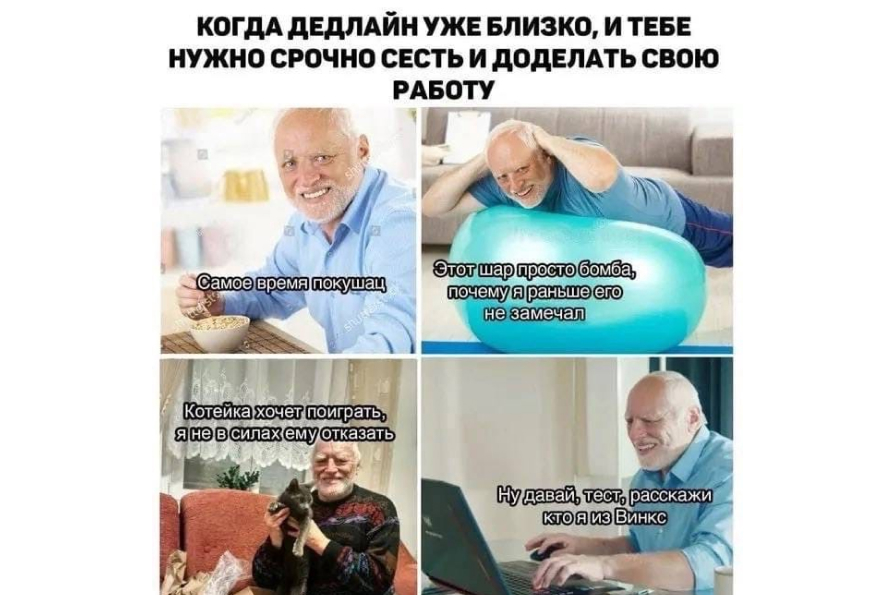 КОГДА ДЕДЛАЙН УЖЕ БЛИЗКО, И ТЕБЕ
НУЖНО СРОЧНО СЕСТЬ И ДОДЕЛАТЬ СВОЮ
РАБОТУ
Самое время покушац
Этот шар просто бомба,
почему я раньше его
не замечал
Котейка хочет поиграть,
я не в силах ему отказать
Ну давай, тест, расскажи
кто я из Винкс